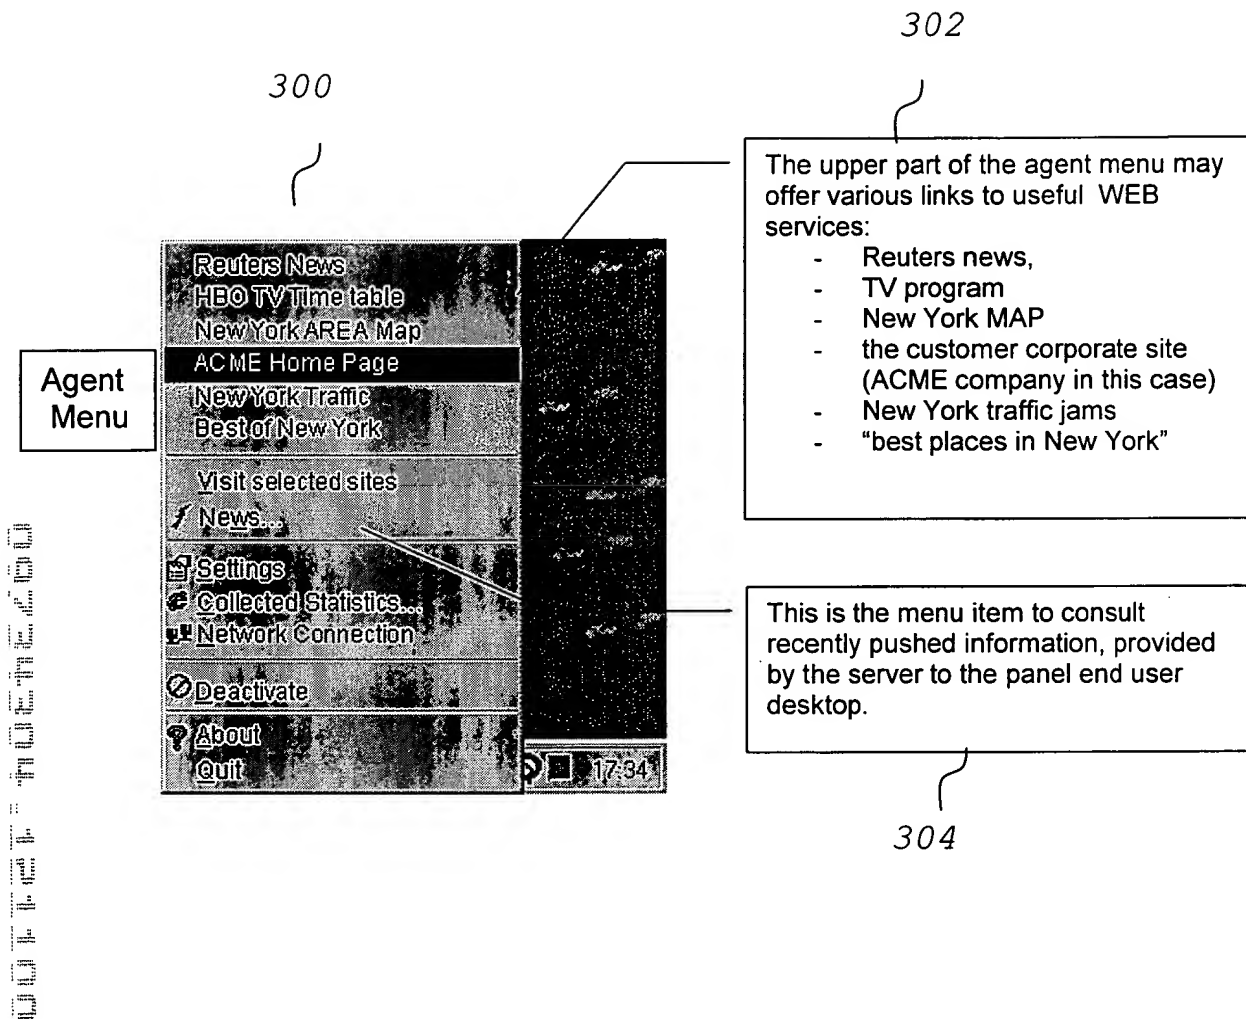 302
300
The upper part of the agent menu may
offer various links to useful WEB
services:
- Reuters news,
- TV program
- New York MAP
- the customer corporate site
(ACME company in this case)
- New York traffic jams
- “best places in New York”
Reuters News
HBO TV Time table
New York AREA Map
ACME Home Page
New York Traffic
Best of New York
Visit selected sites
News...
Settings
Collected Statistics...
Network Connection
Deactivate
About
Quit
17:34
Agent
Menu
This is the menu item to consult
recently pushed information, provided
by the server to the panel end user
desktop.
304